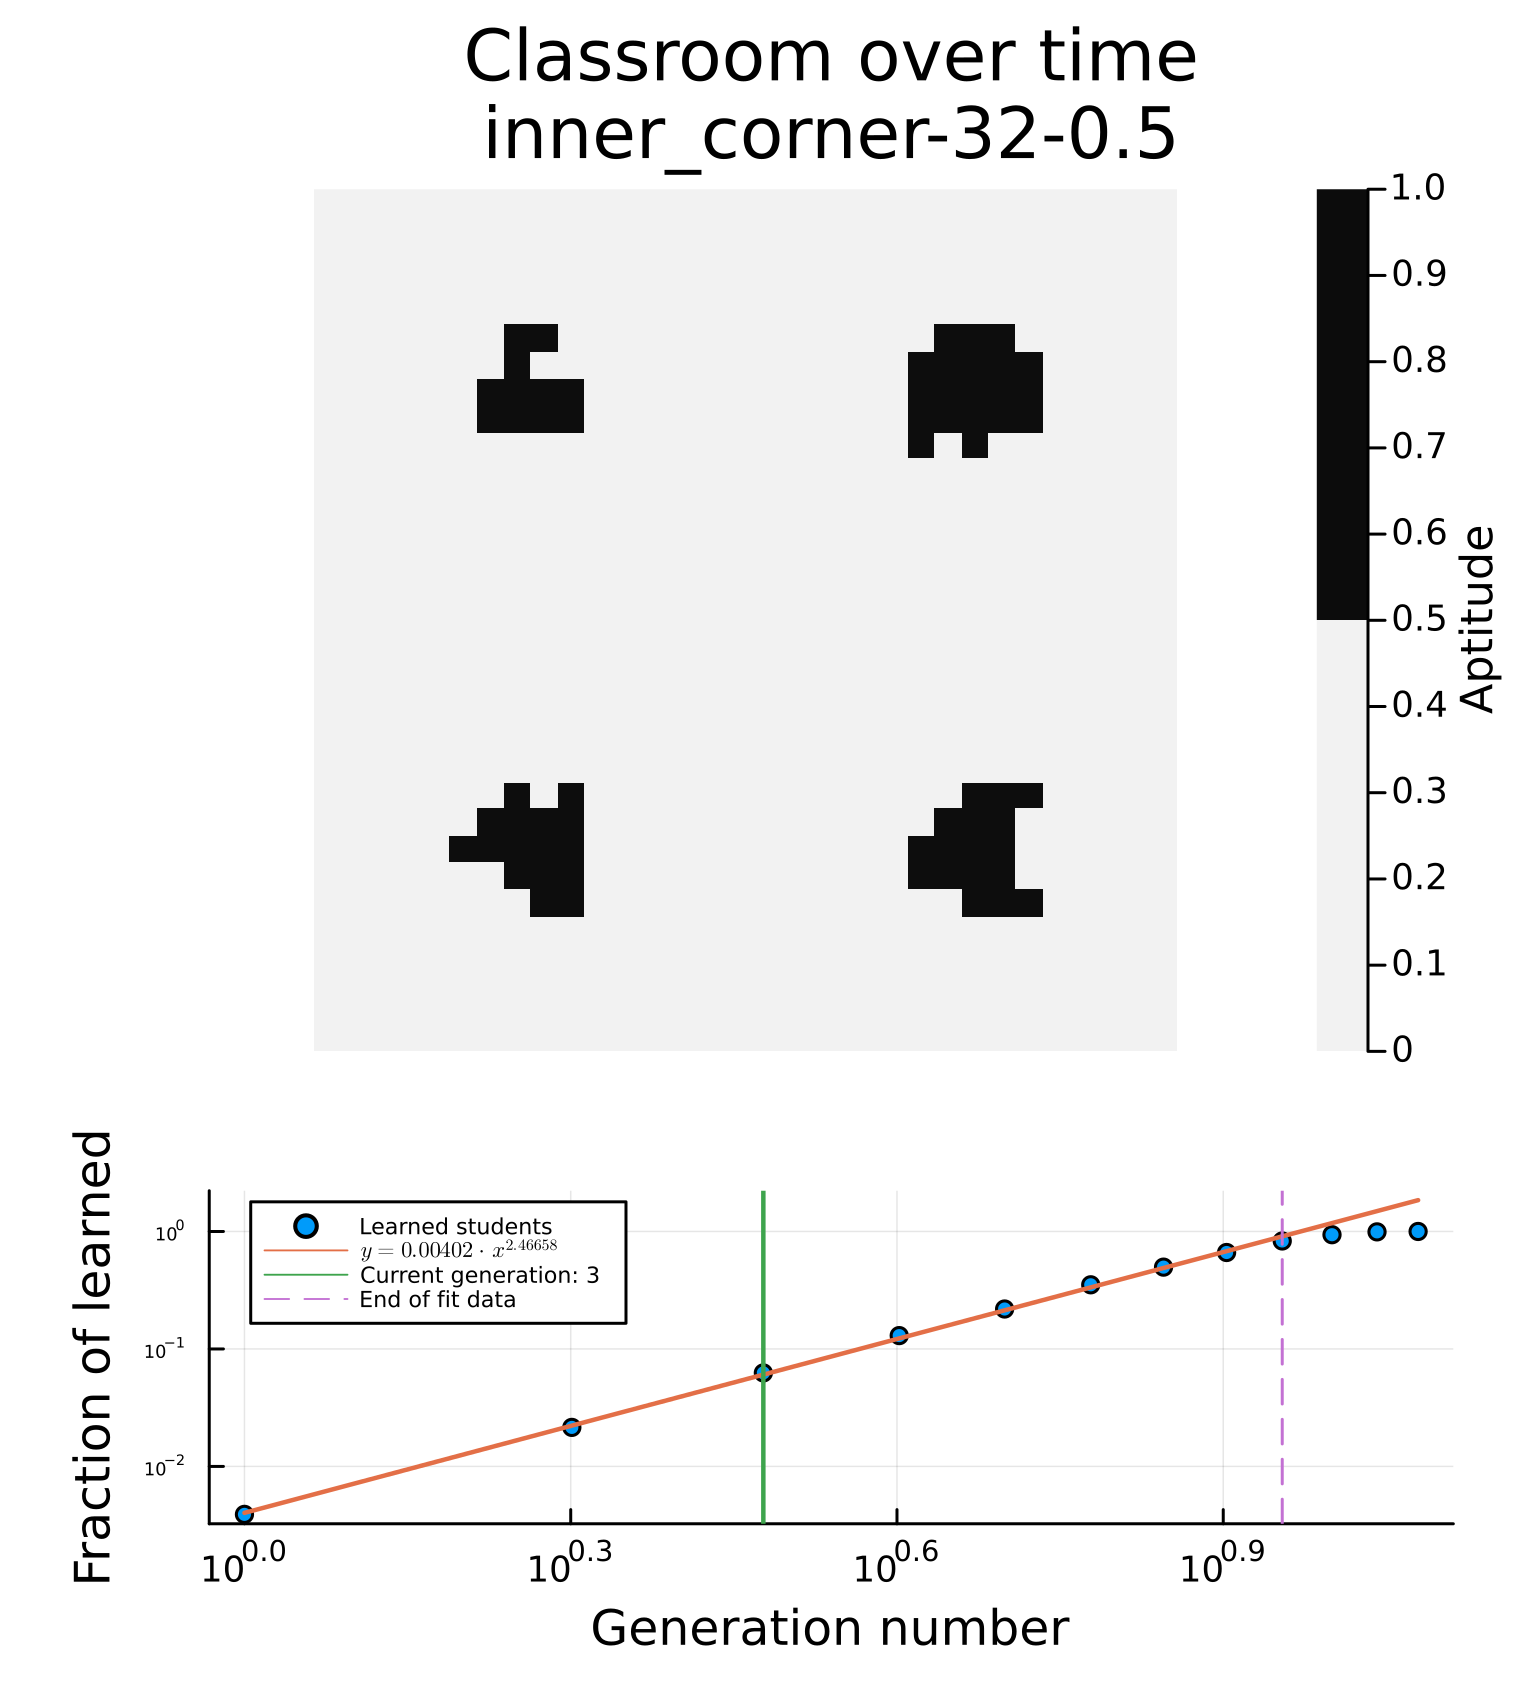 Classroom over time
inner_corner-32-0.5
1.0
0.9
0.8
0.7
0.6
0.5
0.4
0.3
0.2
0.1
0
Aptitude
Fraction of learned
10⁰
10⁻¹
10⁻²
Learned students
y = 0.00402 · x^2.46658
Current generation: 3
End of fit data
10^0.0
10^0.3
10^0.6
10^0.9
Generation number